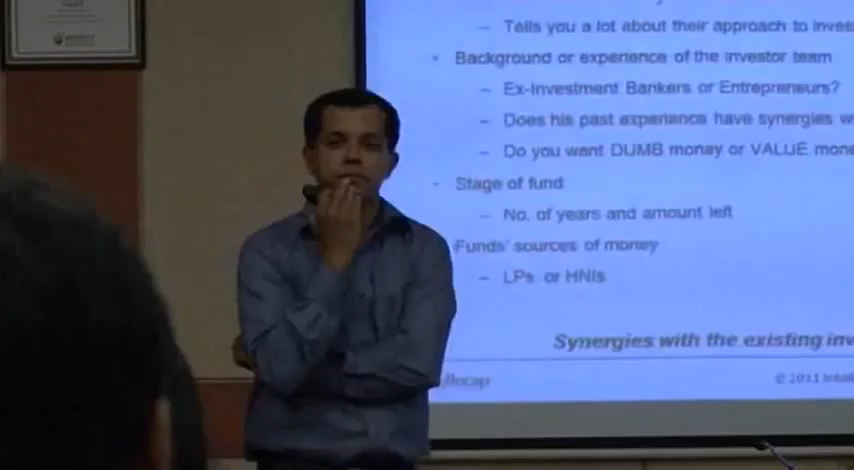 – Tells you a lot about their approach to inves
• Background or experience of the investor team
– Ex-Investment Bankers or Entrepreneurs?
– Does his past experience have synergies w
– Do you want DUMB money or VALUE mone
• Stage of fund
– No. of years and amount left
Funds' sources of money
– LPs or HNIs
Synergies with the existing inv
llecap
© 2011 Intell